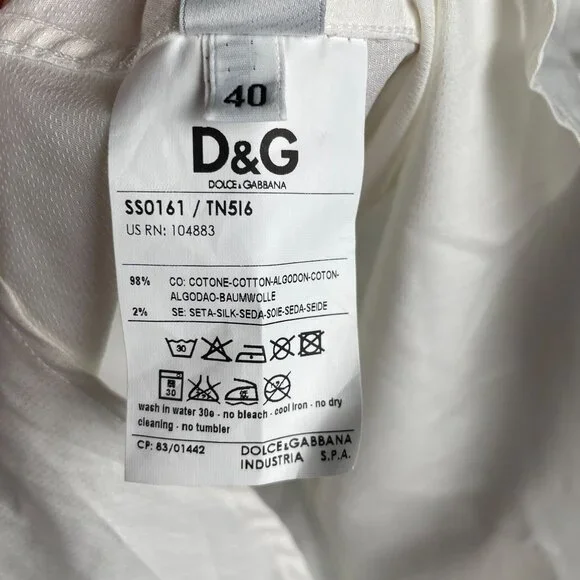 40
D&G
DOLCE & GABBANA
SS0161 / TN5I6
US RN: 104883
98% CO: COTONE-COTTON-ALGODON-COTON-
ALGODAO-BAUMWOLLE
2% SE: SETA-SILK-SEDA-SOIE-SEDA-SEIDE
30
30
wash in water 30e - no bleach - cool iron - no dry
cleaning - no tumbler
CP: 83/01442 DOLCE&GABBANA
INDUSTRIA S.P.A.